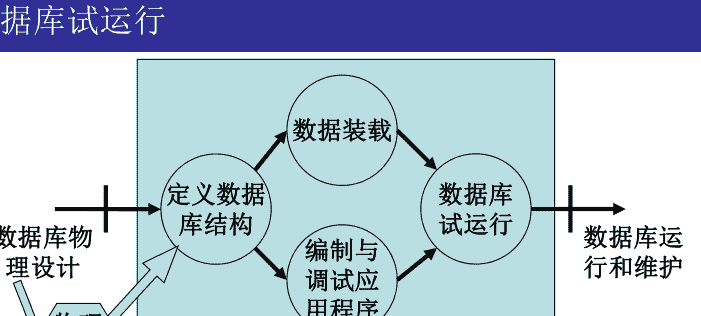 据库试运行
数据装载
定义数据
库结构
数据库
试运行
数据库物
理设计
编制与
调试应
用程序
数据库运
行和维护
物理